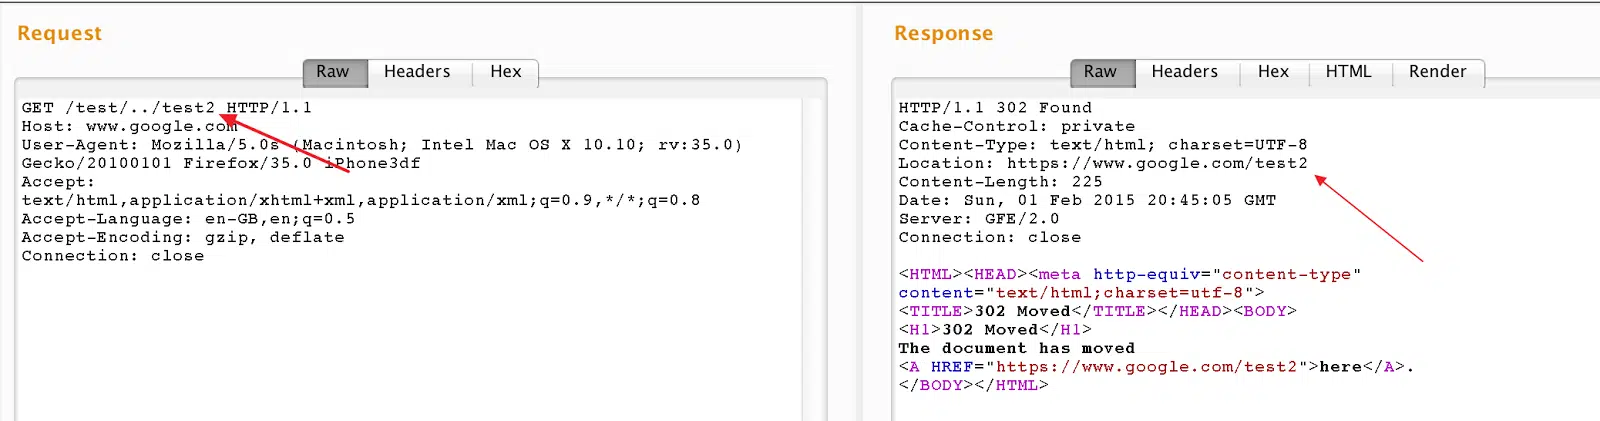 Request
Raw Headers Hex
GET /test/../test2 HTTP/1.1
Host: www.google.com
User-Agent: Mozilla/5.0s (Macintosh; Intel Mac OS X 10.10; rv:35.0)
Gecko/20100101 Firefox/35.0 iPhone3df
Accept:
text/html,application/xhtml+xml,application/xml;q=0.9,*/*;q=0.8
Accept-Language: en-GB,en;q=0.5
Accept-Encoding: gzip, deflate
Connection: close
Response
Raw Headers Hex HTML Render
HTTP/1.1 302 Found
Cache-Control: private
Content-Type: text/html; charset=UTF-8
Location: https://www.google.com/test2
Content-Length: 225
Date: Sun, 01 Feb 2015 20:45:05 GMT
Server: GFE/2.0
Connection: close
<HTML><HEAD><meta http-equiv="content-type"
content="text/html;charset=utf-8">
<TITLE>302 Moved</TITLE></HEAD><BODY>
<H1>302 Moved</H1>
The document has moved
<A HREF="https://www.google.com/test2">here</A>.
</BODY></HTML>